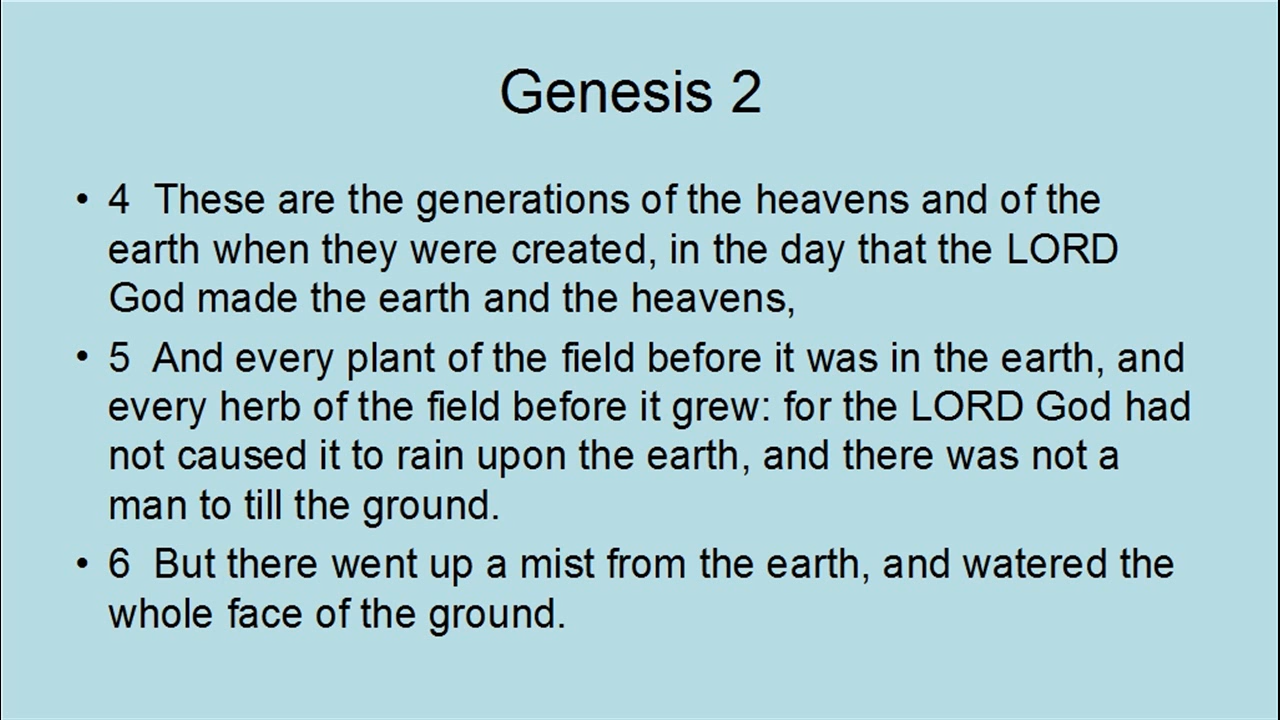 Genesis 2
• 4  These are the generations of the heavens and of the
earth when they were created, in the day that the LORD
God made the earth and the heavens,
• 5  And every plant of the field before it was in the earth, and
every herb of the field before it grew: for the LORD God had
not caused it to rain upon the earth, and there was not a
man to till the ground.
• 6  But there went up a mist from the earth, and watered the
whole face of the ground.